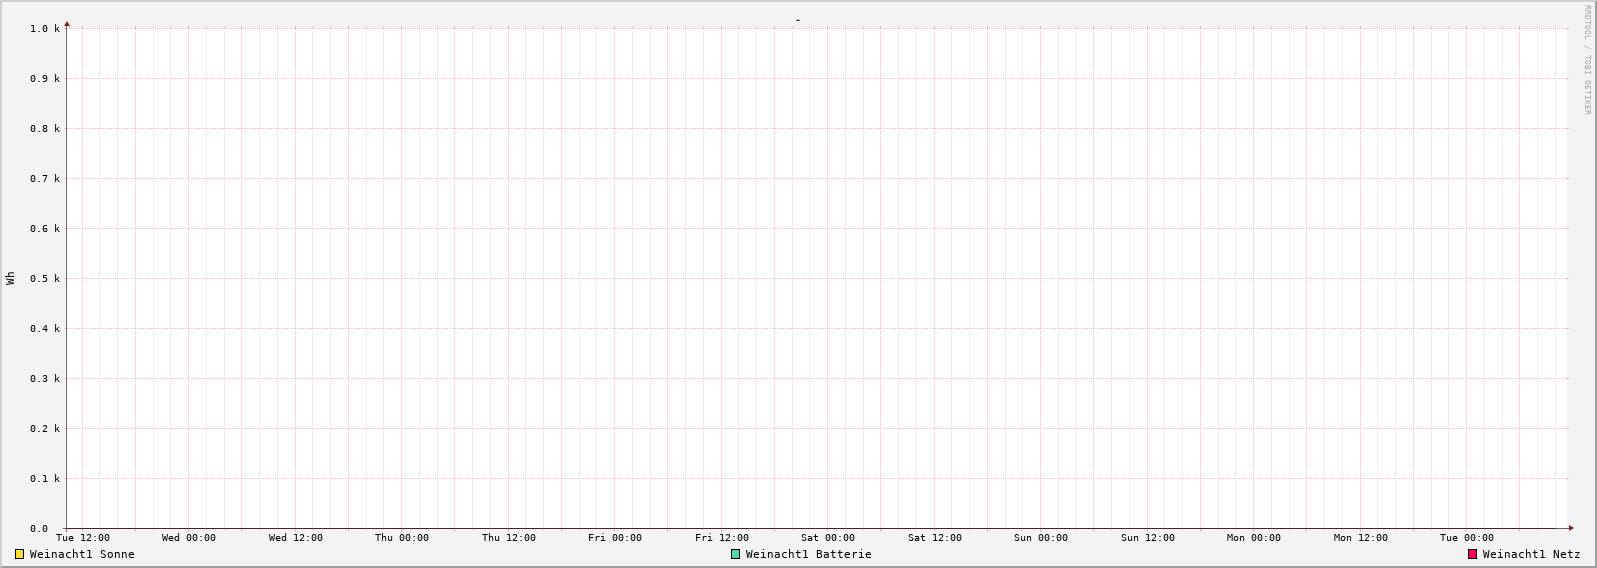 -
RRDTOOL / TOBI OETIKER
Wh
1.0 k
0.9 k
0.8 k
0.7 k
0.6 k
0.5 k
0.4 k
0.3 k
0.2 k
0.1 k
0.0
Tue 12:00 Wed 00:00 Wed 12:00 Thu 00:00 Thu 12:00 Fri 00:00 Fri 12:00 Sat 00:00 Sat 12:00 Sun 00:00 Sun 12:00 Mon 00:00 Mon 12:00 Tue 00:00
Weinacht1 Sonne Weinacht1 Batterie Weinacht1 Netz